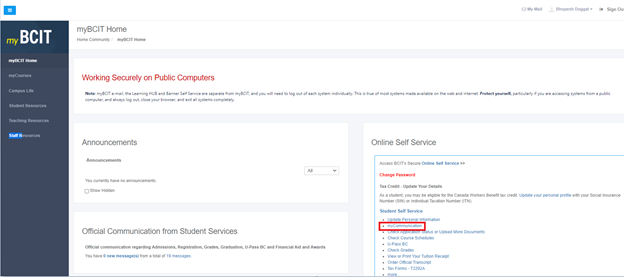 My Mail
Bhupesh Duggal
Sign Ou
my BCIT
myBCIT Home
Home Community / myBCIT Home
myBCIT Home
myCourses
Campus Life
Student Resources
Teaching Resources
Staff Resources
Working Securely on Public Computers
Note: myBCIT e-mail, the Learning HUB and Banner Self Service are separate from myBCIT, and you will need to log out of each system individually. This is true of most systems made available on the web and internet. Protect yourself, particularly if you are accessing systems from a public
computer, and always log out, close your browser, and exit all systems completely.
Announcements
Announcements
All
You currently have no announcements.
Show Hidden
Official Communication from Student Services
Official communication regarding Admissions, Registration, Grades, Graduation, U-Pass BC and Financial Aid and Awards
You have 0 new message(s) from a total of 16 messages.
Online Self Service
Access BCIT's Secure Online Self Service >>
Change Password
Tax Credit - Update Your Details
As a student, you may be eligible for the Canada Workers Benefit tax credit. Update your personal profile with your Social Insurance
Number (SIN) or Individual Taxation Number (ITN).
Student Self Service
Update Personal Information
myCommunication
Check Application Status or Upload Work Documents
Check Course Schedules
U-Pass BC
Check Grades
View or Print Your Tuition Receipt
Order Official Transcript
Tax Forms - T2202A
More